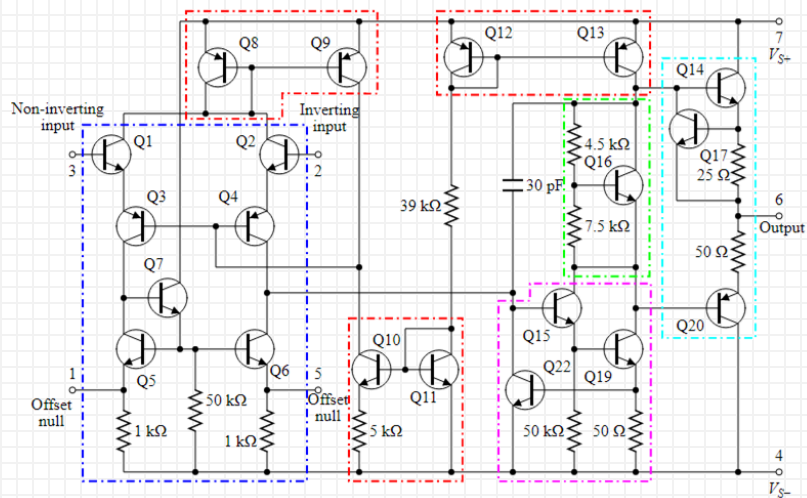 Q8
Q9
Q12
Q13
7
V_S+
Q14
Non-inverting
input
Inverting
input
Q1
Q2
3
2
4.5 kΩ
Q16
Q17
25 Ω
30 pF
Q3
Q4
39 kΩ
7.5 kΩ
6
Output
50 Ω
Q7
Q10
Q15
Q20
Q5
Q6
Q11
Q22
Q19
1
5
Offset
null
Offset
null
50 kΩ
1 kΩ
1 kΩ
5 kΩ
50 kΩ
50 Ω
4
V_S−